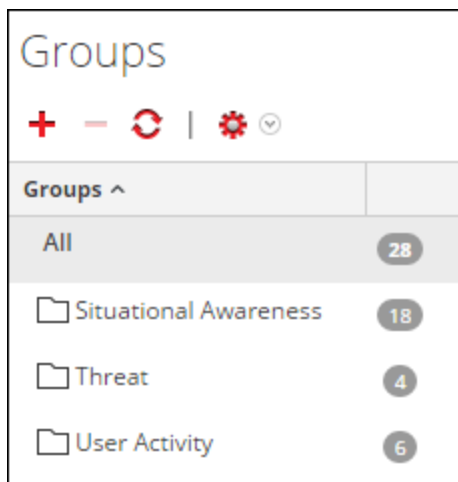 Groups
Groups
All 28
Situational Awareness 18
Threat 4
User Activity 6